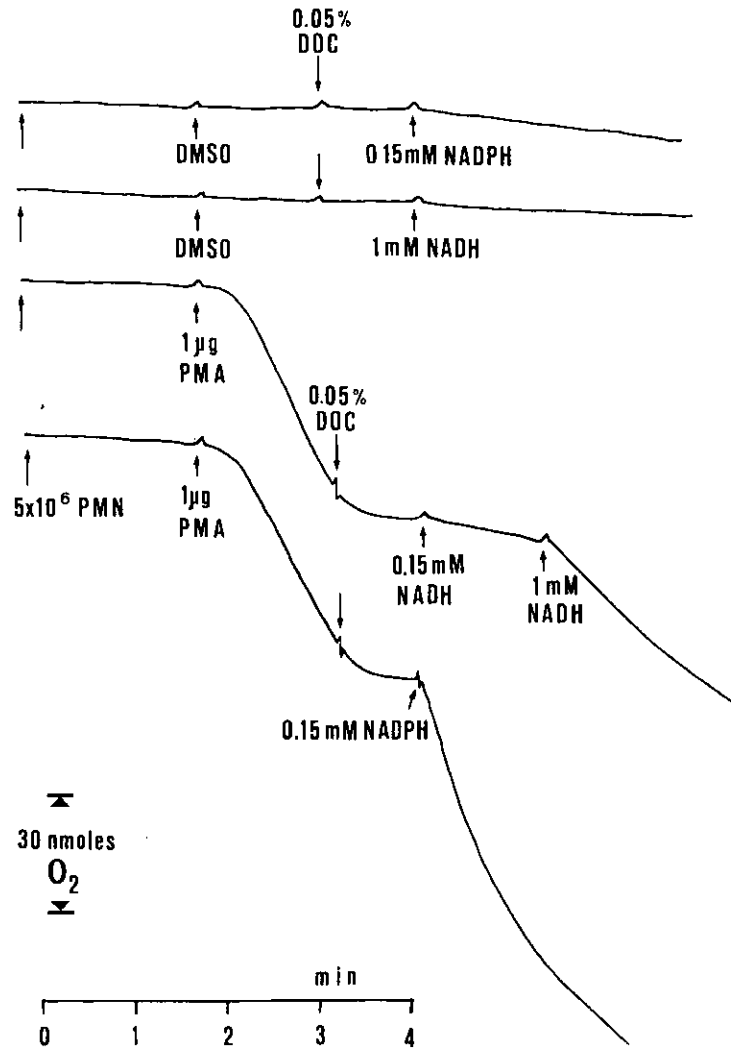 0.05%
DOC
DMSO
0.15mM NADPH
DMSO
1mM NADH
1µg
PMA
0.05%
DOC
5x10⁶ PMN
1µg
PMA
0.15mM
NADH
1mM
NADH
0.15mM NADPH
30 nmoles
O₂
min
0 1 2 3 4